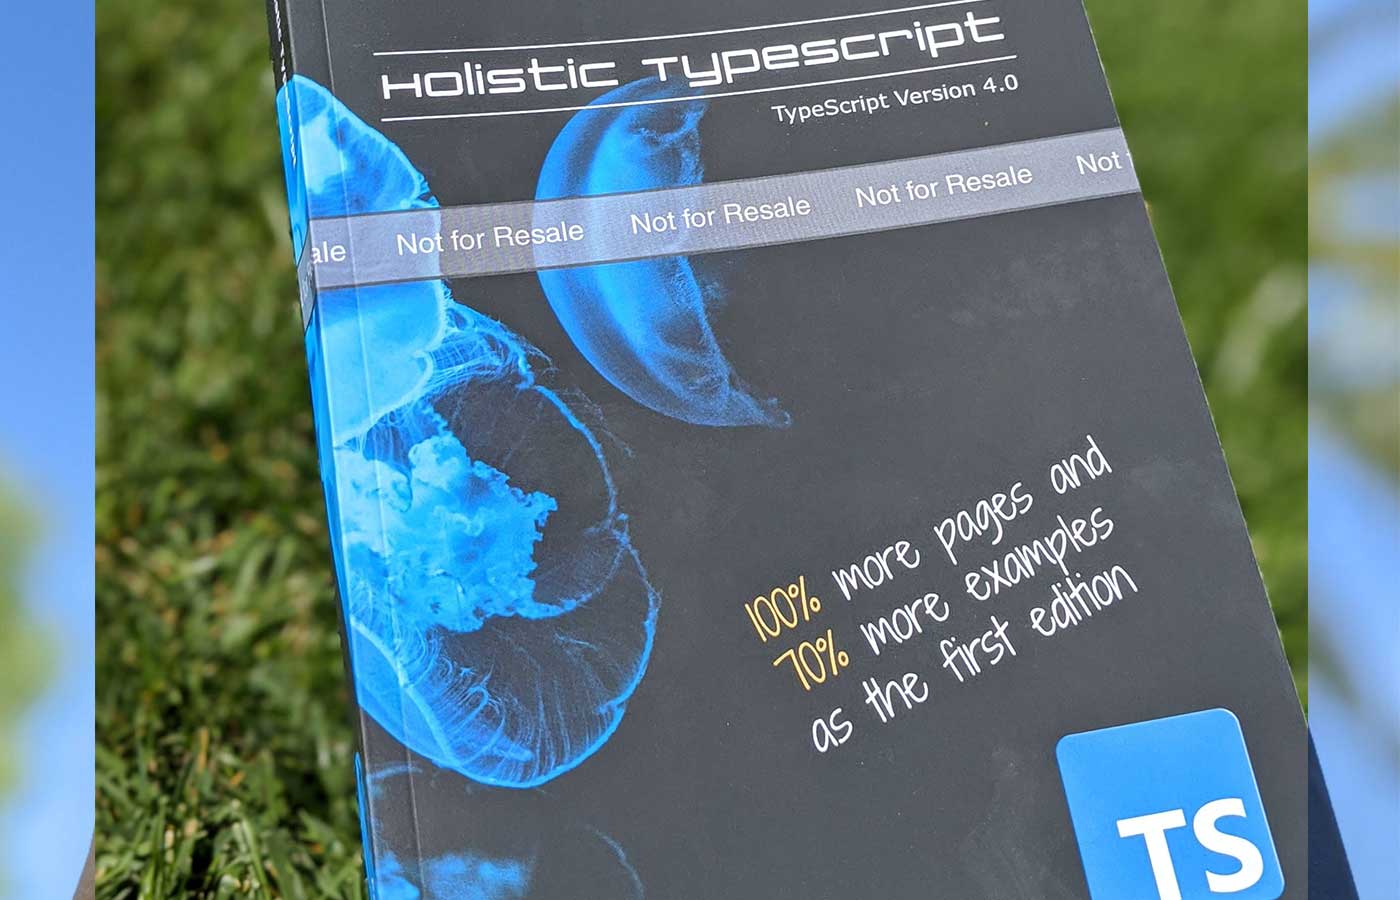 Holistic Typescript
TypeScript Version 4.0
ale Not for Resale Not for Resale Not for Resale Not
100% more pages and
70% more examples
as the first edition
TS